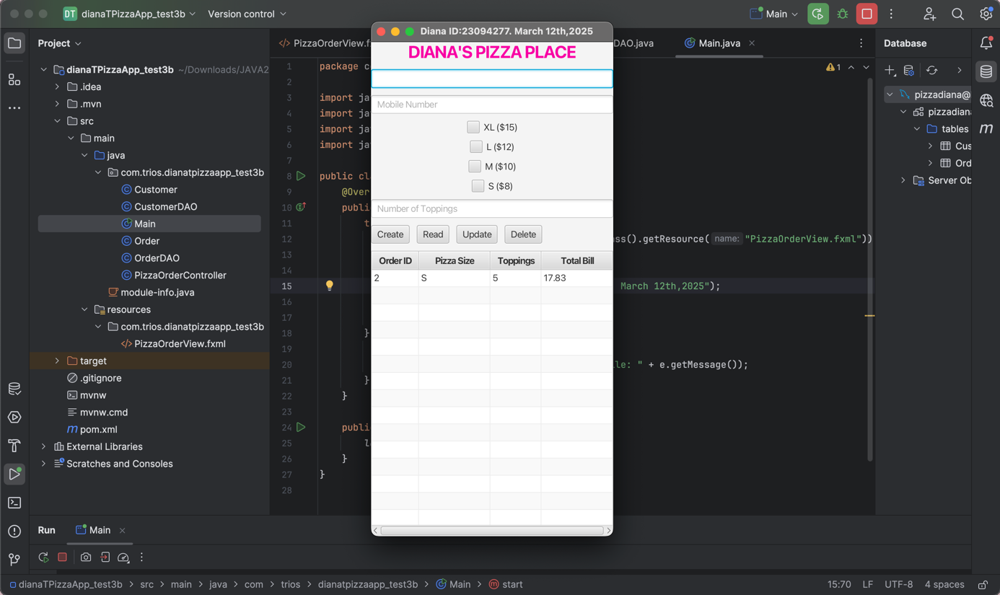 DT dianaTPizzaApp_test3b Version control Main
Diana ID:23094277. March 12th,2025
Project
PizzaOrderView.f
DAO.java
Main.java
Database
dianaTPizzaApp_test3b ~/Downloads/JAVA2
.idea
.mvn
src
main
java
com.trios.dianatpizzaapp_test3b
Customer
CustomerDAO
Main
Order
OrderDAO
PizzaOrderController
module-info.java
resources
com.trios.dianatpizzaapp_test3b
PizzaOrderView.fxml
target
.gitignore
mvnw
mvnw.cmd
pom.xml
External Libraries
Scratches and Consoles
1 package c
2
3 import ja
4 import ja
5 import ja
6 import ja
7
8 public cl
9 @Over
10 publi
11 t
12 ss().getResource( name: "PizzaOrderView.fxml"))
13
14
15 March 12th,2025");
16
17
18 }
19
20 le: " + e.getMessage());
21 }
22 }
23
24 publi
25 l
26 }
27 }
28
1
DIANA'S PIZZA PLACE
Mobile Number
XL ($15)
L ($12)
M ($10)
S ($8)
Number of Toppings
Create Read Update Delete
Order ID Pizza Size Toppings Total Bill
2 S 5 17.83
pizzadiana@
pizzadiana
tables
Cus
Ord
Server Ob
m
Run Main
dianaTPizzaApp_test3b > src > main > java > com > trios > dianatpizzaapp_test3b > Main > start
15:70 LF UTF-8 4 spaces